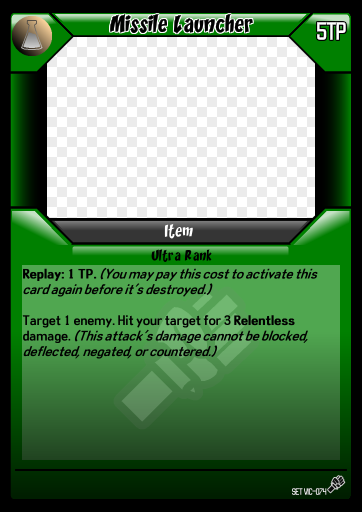 Missile Launcher
5TP
Item
Ultra Rank
Replay: 1 TP. (You may pay this cost to activate this
card again before it's destroyed.)
Target 1 enemy. Hit your target for 3 Relentless
damage. (This attack's damage cannot be blocked,
deflected, negated, or countered.)
SET VIC-074